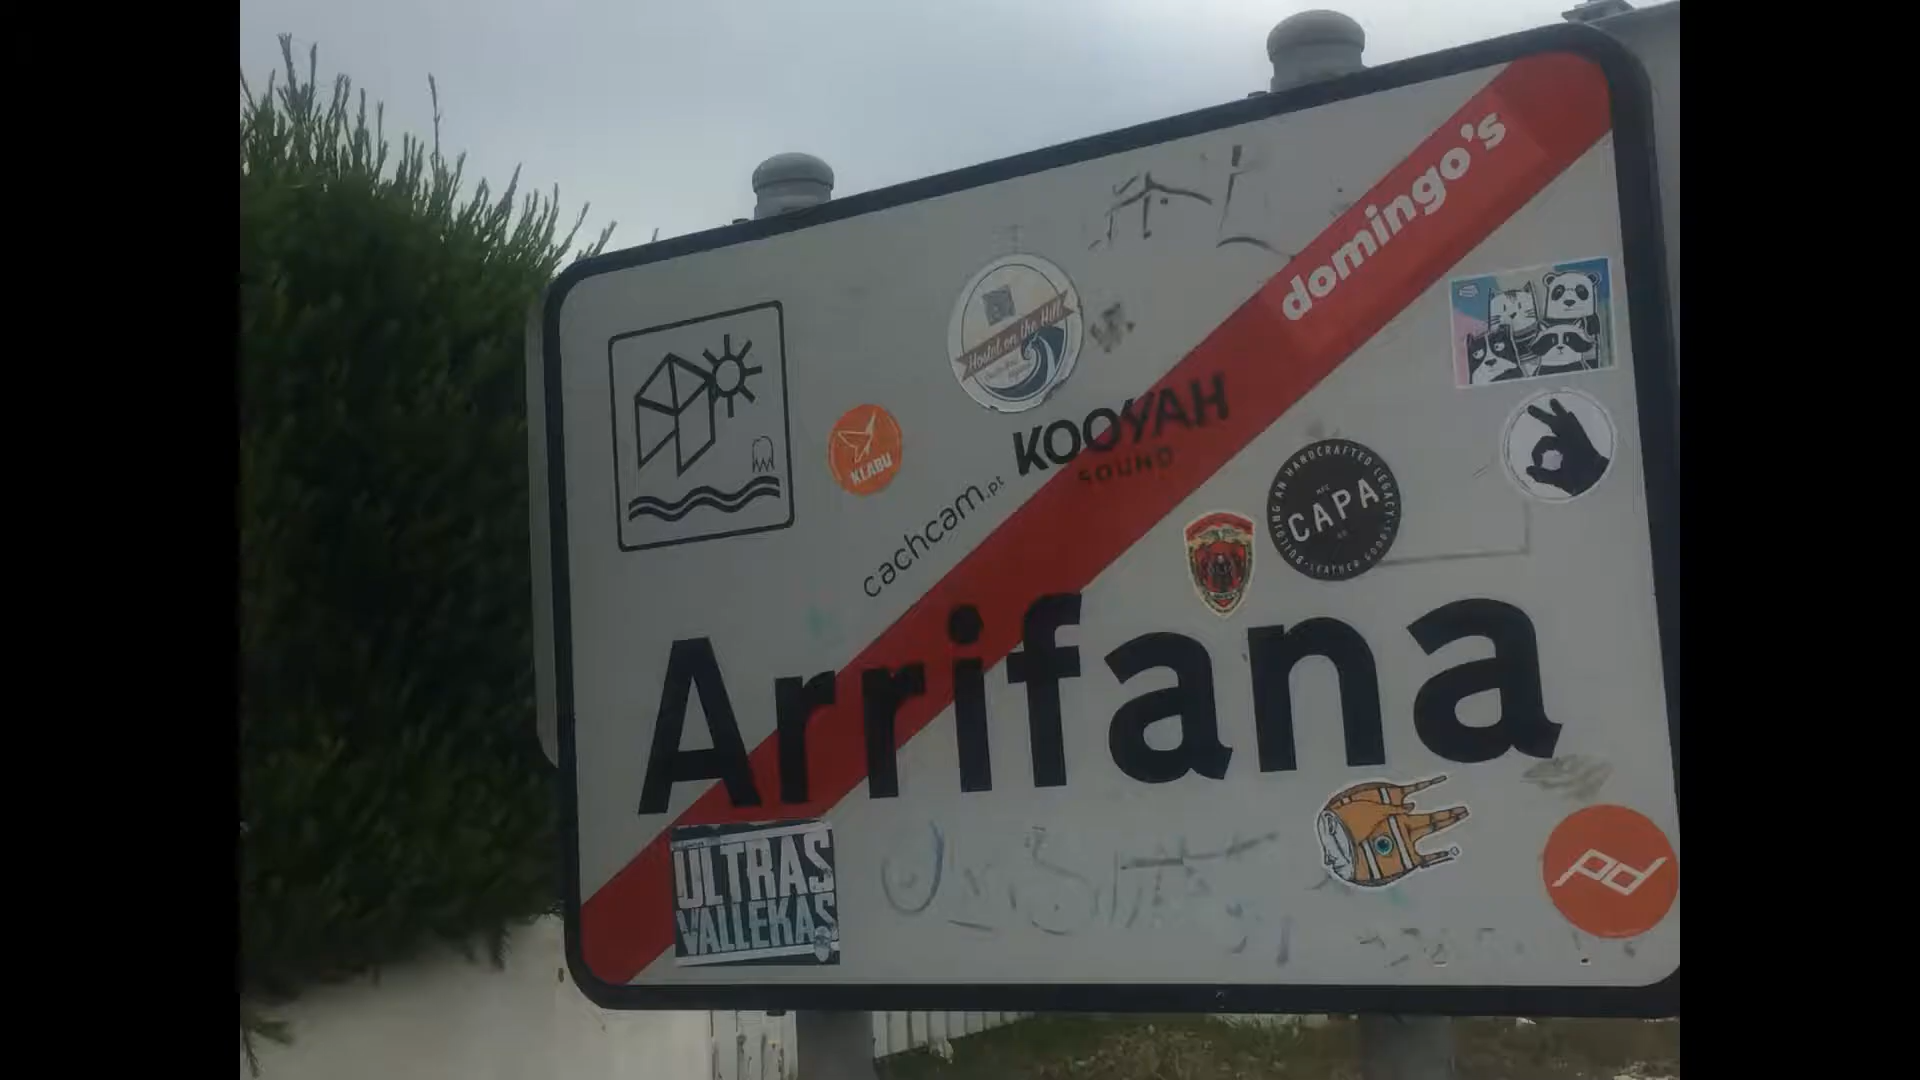 domingo's
Hostel on the Hill
KLABU
KOOYAH
SOUND
cachcam.pt
CAPA
BUILDING AN HANDCRAFTED LEGACY
LEATHER GOODS
Arrifana
ULTRAS
VALLEKAS
pd